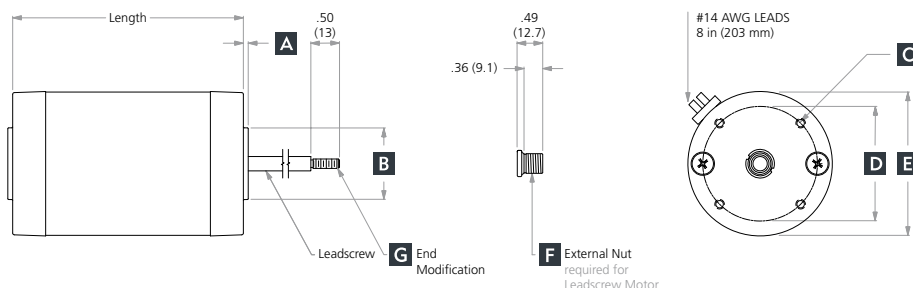 Length
.50
(13)
A
B
Leadscrew
G End
Modification
.49
(12.7)
.36 (9.1)
F External Nut
required for
Leadscrew Motor
#14 AWG LEADS
8 in (203 mm)
C
D
E